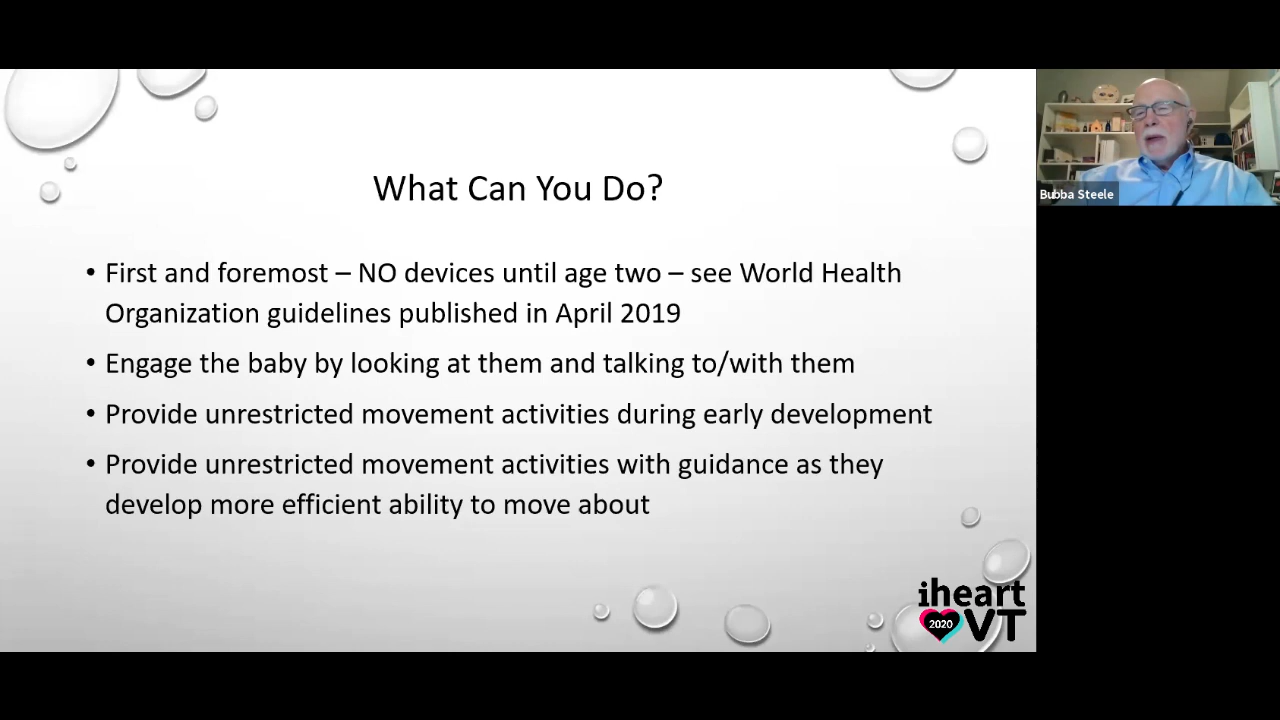 What Can You Do?
• First and foremost – NO devices until age two – see World Health
Organization guidelines published in April 2019
• Engage the baby by looking at them and talking to/with them
• Provide unrestricted movement activities during early development
• Provide unrestricted movement activities with guidance as they
develop more efficient ability to move about
iheart
2020 VT
Bubba Steele